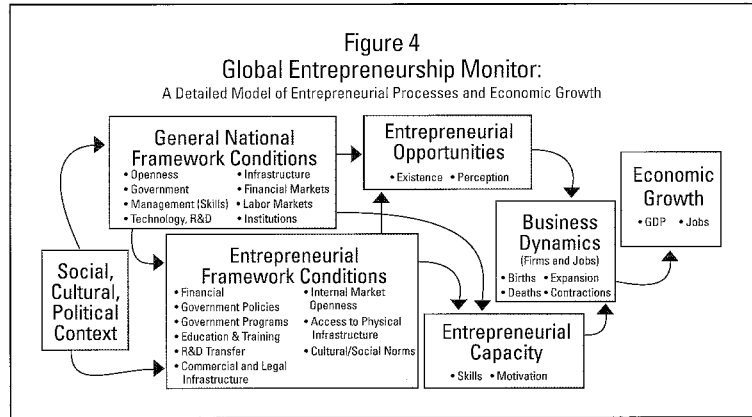 Figure 4
Global Entrepreneurship Monitor:
A Detailed Model of Entrepreneurial Processes and Economic Growth
General National
Framework Conditions
• Openness
• Government
• Management (Skills)
• Technology, R&D
• Infrastructure
• Financial Markets
• Labor Markets
• Institutions
Entrepreneurial
Opportunities
• Existence • Perception
Economic
Growth
• GDP • Jobs
Business
Dynamics
(Firms and Jobs)
• Births • Expansion
• Deaths • Contractions
Social,
Cultural,
Political
Context
Entrepreneurial
Framework Conditions
• Financial
• Government Policies
• Government Programs
• Education & Training
• R&D Transfer
• Commercial and Legal
Infrastructure
• Internal Market
Openness
• Access to Physical
Infrastructure
• Cultural/Social Norms
Entrepreneurial
Capacity
• Skills • Motivation